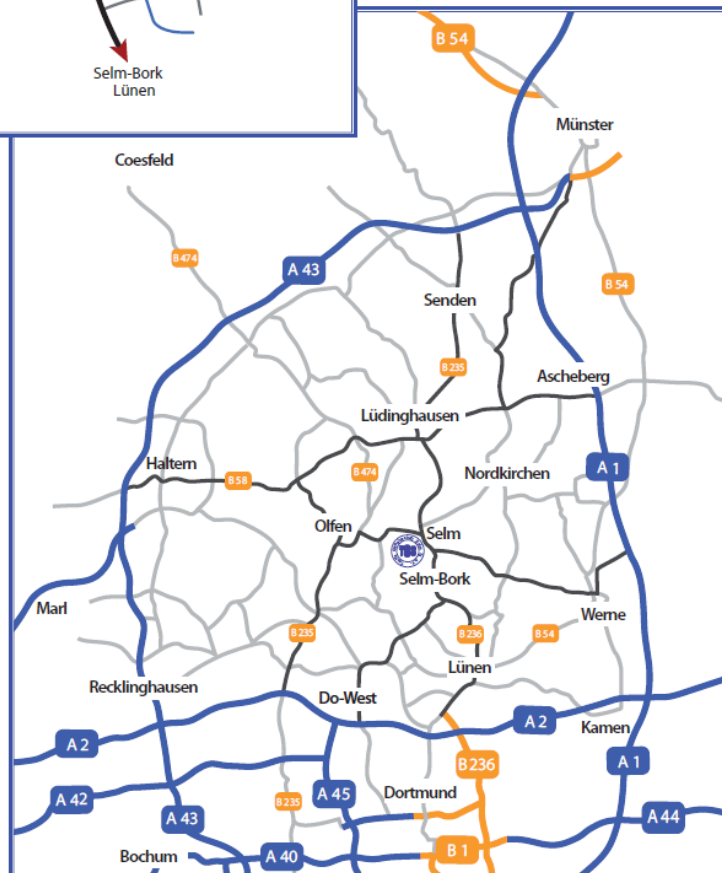 Selm-Bork
Lünen
B 54
Münster
Coesfeld
B 474
A 43
Senden
B 54
B 235
Ascheberg
Lüdinghausen
A 1
Haltern
B 58
B 474
Nordkirchen
Olfen
Selm
TSG
Selm-Bork
Marl
Werne
B 235
B 236
B 54
Lünen
Recklinghausen
Do-West
A 2
A 2
Kamen
B 236
A 1
A 42
B 235
A 45
Dortmund
A 43
A 44
Bochum
A 40
B 1